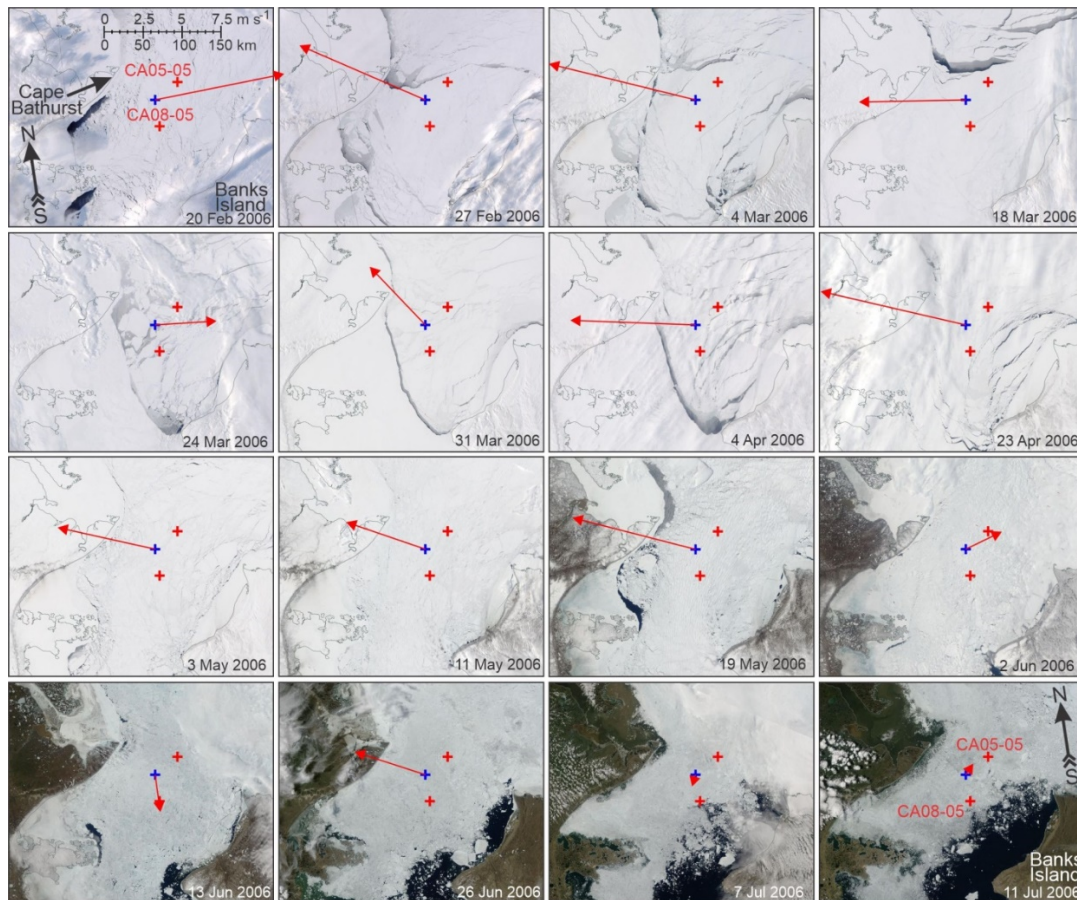 0 2.5 5.0 7.5 m s⁻¹
0 50 100 150 km
CA05-05
Cape
Bathurst
CA08-05
N
S
Banks
Island
20 Feb 2006
27 Feb 2006
4 Mar 2006
18 Mar 2006
24 Mar 2006
31 Mar 2006
4 Apr 2006
23 Apr 2006
3 May 2006
11 May 2006
19 May 2006
2 Jun 2006
13 Jun 2006
26 Jun 2006
7 Jul 2006
N
CA05-05
S
CA08-05
Banks
Island
11 Jul 2006